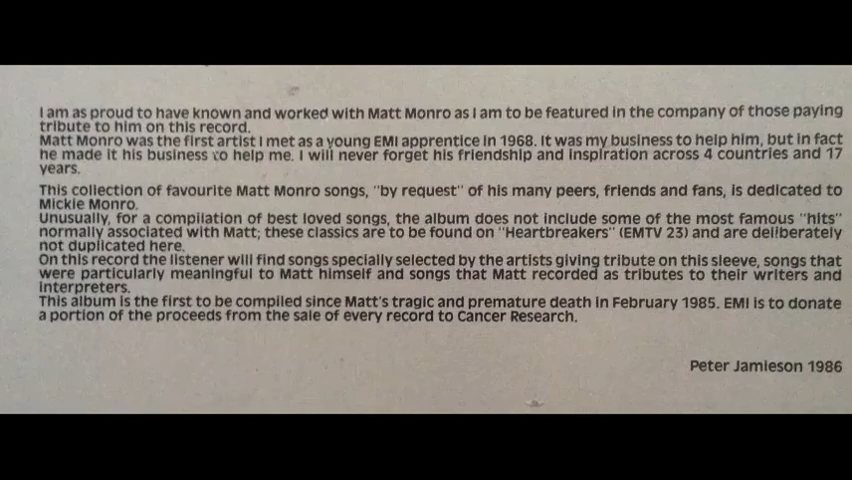 I am as proud to have known and worked with Matt Monro as I am to be featured in the company of those paying
tribute to him on this record.
Matt Monro was the first artist I met as a young EMI apprentice in 1968. It was my business to help him, but in fact
he made it his business to help me. I will never forget his friendship and inspiration across 4 countries and 17
years.
This collection of favourite Matt Monro songs, "by request" of his many peers, friends and fans, is dedicated to
Mickie Monro.
Unusually, for a compilation of best loved songs, the album does not include some of the most famous "hits"
normally associated with Matt; these classics are to be found on "Heartbreakers" (EMTV 23) and are deliberately
not duplicated here.
On this record the listener will find songs specially selected by the artists giving tribute on this sleeve, songs that
were particularly meaningful to Matt himself and songs that Matt recorded as tributes to their writers and
interpreters.
This album is the first to be compiled since Matt's tragic and premature death in February 1985. EMI is to donate
a portion of the proceeds from the sale of every record to Cancer Research.
Peter Jamieson 1986